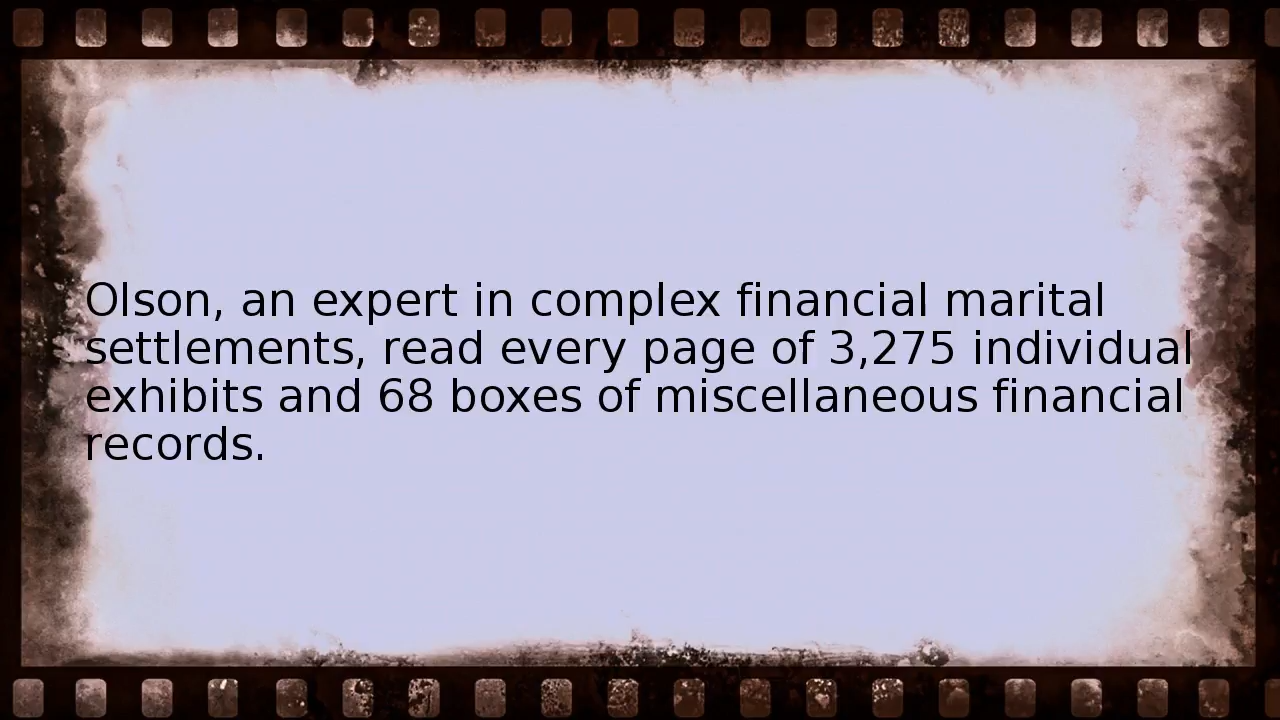 Olson, an expert in complex financial marital
settlements, read every page of 3,275 individual
exhibits and 68 boxes of miscellaneous financial
records.